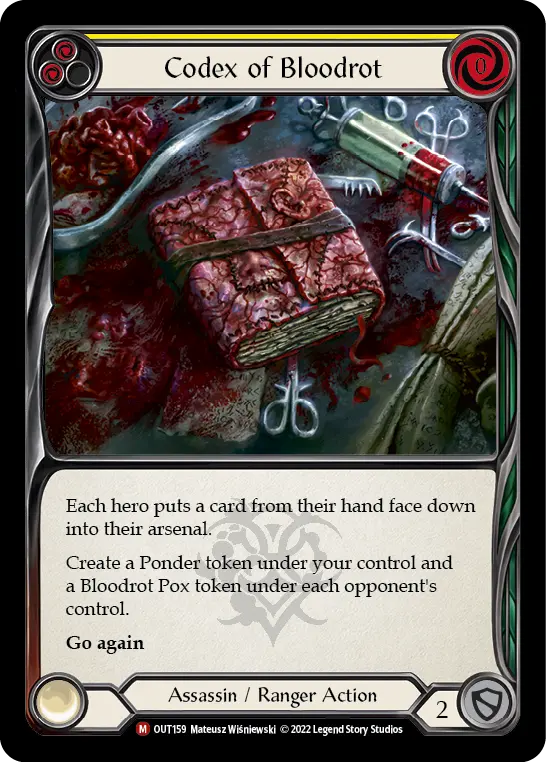 Codex of Bloodrot
0
Each hero puts a card from their hand face down
into their arsenal.
Create a Ponder token under your control and
a Bloodrot Pox token under each opponent's
control.
Go again
Assassin / Ranger Action
2
M OUT159 Mateusz Wiśniewski © 2022 Legend Story Studios